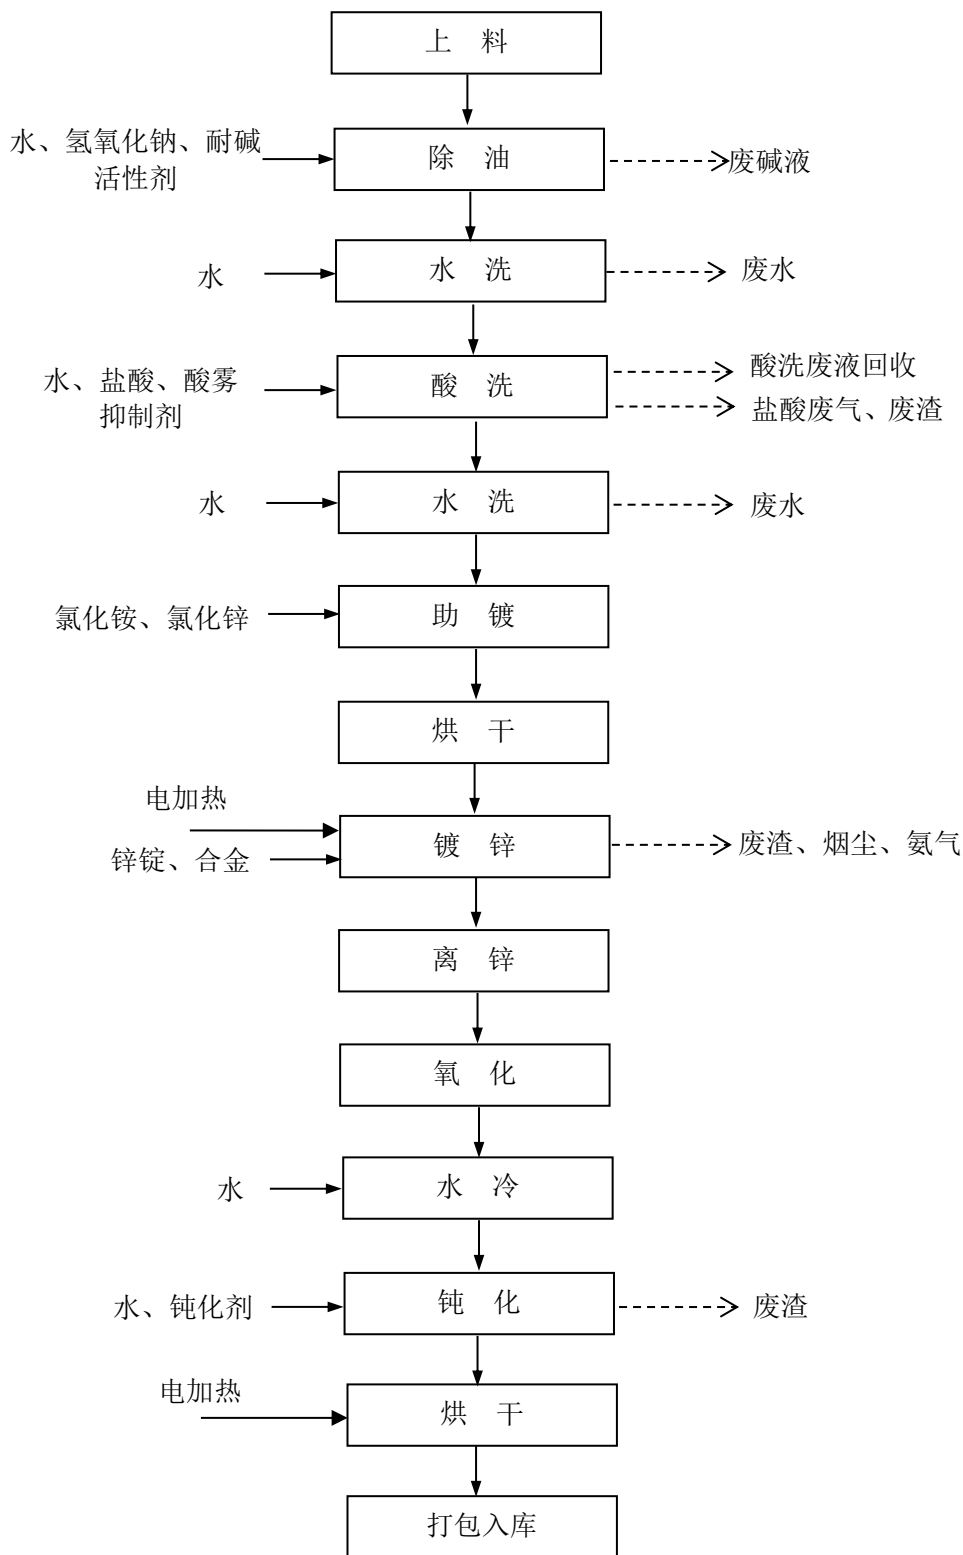 上 料
水、氢氧化钠、耐碱
活性剂
除 油
废碱液
水
水 洗
废水
水、盐酸、酸雾
抑制剂
酸 洗
酸洗废液回收
盐酸废气、废渣
水
水 洗
废水
氯化铵、氯化锌
助 镀
烘 干
电加热
锌锭、合金
镀 锌
废渣、烟尘、氨气
离 锌
氧 化
水
水 冷
水、钝化剂
钝 化
废渣
电加热
烘 干
打包入库